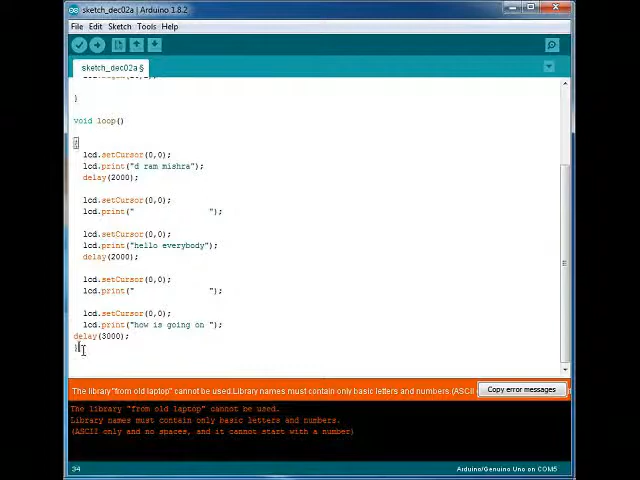 sketch_dec02a | Arduino 1.8.2
File Edit Sketch Tools Help
sketch_dec02a §
}
void loop()
{
lcd.setCursor(0,0);
lcd.print("d ram mishra");
delay(2000);
lcd.setCursor(0,0);
lcd.print("                ");
lcd.setCursor(0,0);
lcd.print("hello everybody");
delay(2000);
lcd.setCursor(0,0);
lcd.print("                ");
lcd.setCursor(0,0);
lcd.print("how is going on ");
delay(3000);
}
The library "from old laptop" cannot be used.Library names must contain only basic letters and numbers.(ASCII
Copy error messages
The library "from old laptop" cannot be used.
Library names must contain only basic letters and numbers.
(ASCII only and no spaces, and it cannot start with a number)
34
Arduino/Genuino Uno on COM5